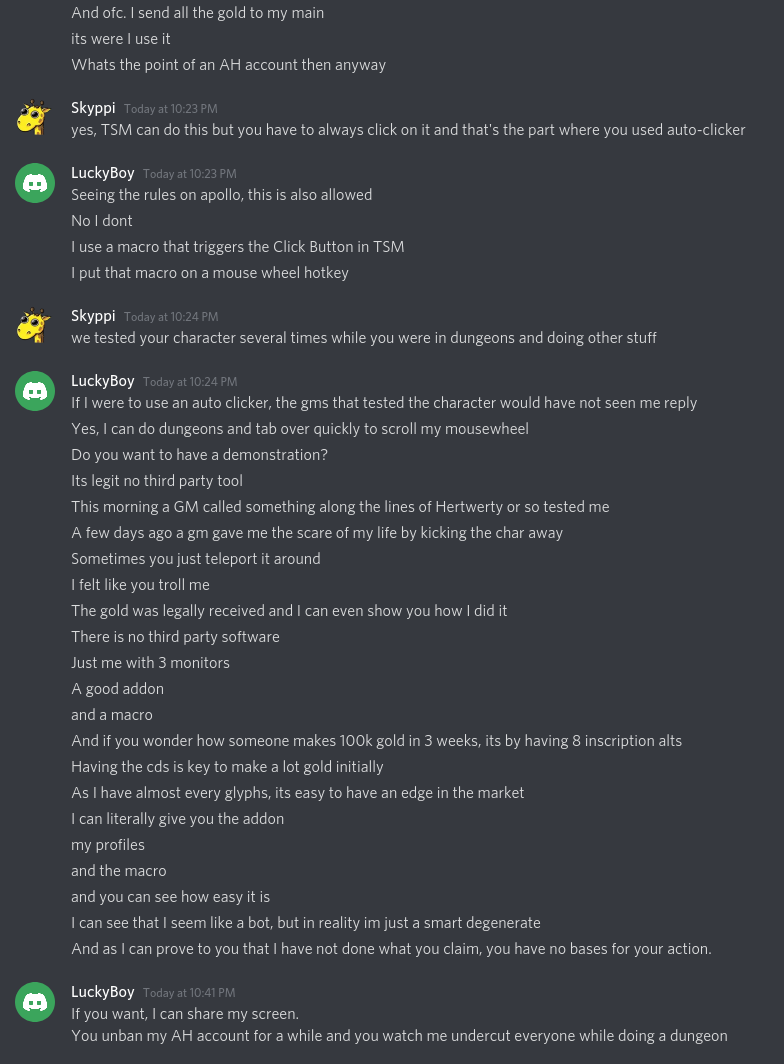 And ofc. I send all the gold to my main
its were I use it
Whats the point of an AH account then anyway
Skyppi Today at 10:23 PM
yes, TSM can do this but you have to always click on it and that's the part where you used auto-clicker
LuckyBoy Today at 10:23 PM
Seeing the rules on apollo, this is also allowed
No I dont
I use a macro that triggers the Click Button in TSM
I put that macro on a mouse wheel hotkey
Skyppi Today at 10:24 PM
we tested your character several times while you were in dungeons and doing other stuff
LuckyBoy Today at 10:24 PM
If I were to use an auto clicker, the gms that tested the character would have not seen me reply
Yes, I can do dungeons and tab over quickly to scroll my mousewheel
Do you want to have a demonstration?
Its legit no third party tool
This morning a GM called something along the lines of Hertwerty or so tested me
A few days ago a gm gave me the scare of my life by kicking the char away
Sometimes you just teleport it around
I felt like you troll me
The gold was legally received and I can even show you how I did it
There is no third party software
Just me with 3 monitors
A good addon
and a macro
And if you wonder how someone makes 100k gold in 3 weeks, its by having 8 inscription alts
Having the cds is key to make a lot gold initially
As I have almost every glyphs, its easy to have an edge in the market
I can literally give you the addon
my profiles
and the macro
and you can see how easy it is
I can see that I seem like a bot, but in reality im just a smart degenerate
And as I can prove to you that I have not done what you claim, you have no bases for your action.
LuckyBoy Today at 10:41 PM
If you want, I can share my screen.
You unban my AH account for a while and you watch me undercut everyone while doing a dungeon